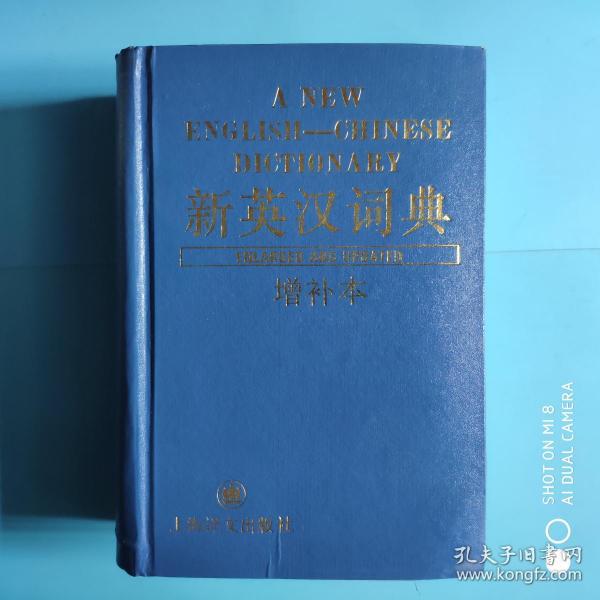 A NEW
ENGLISH—CHINESE
DICTIONARY
新英汉词典
ENLARGED AND UPDATED
增补本
上海译文出版社
SHOT ON MI 8
AI DUAL CAMERA
孔夫子旧书网
www.kongfz.com